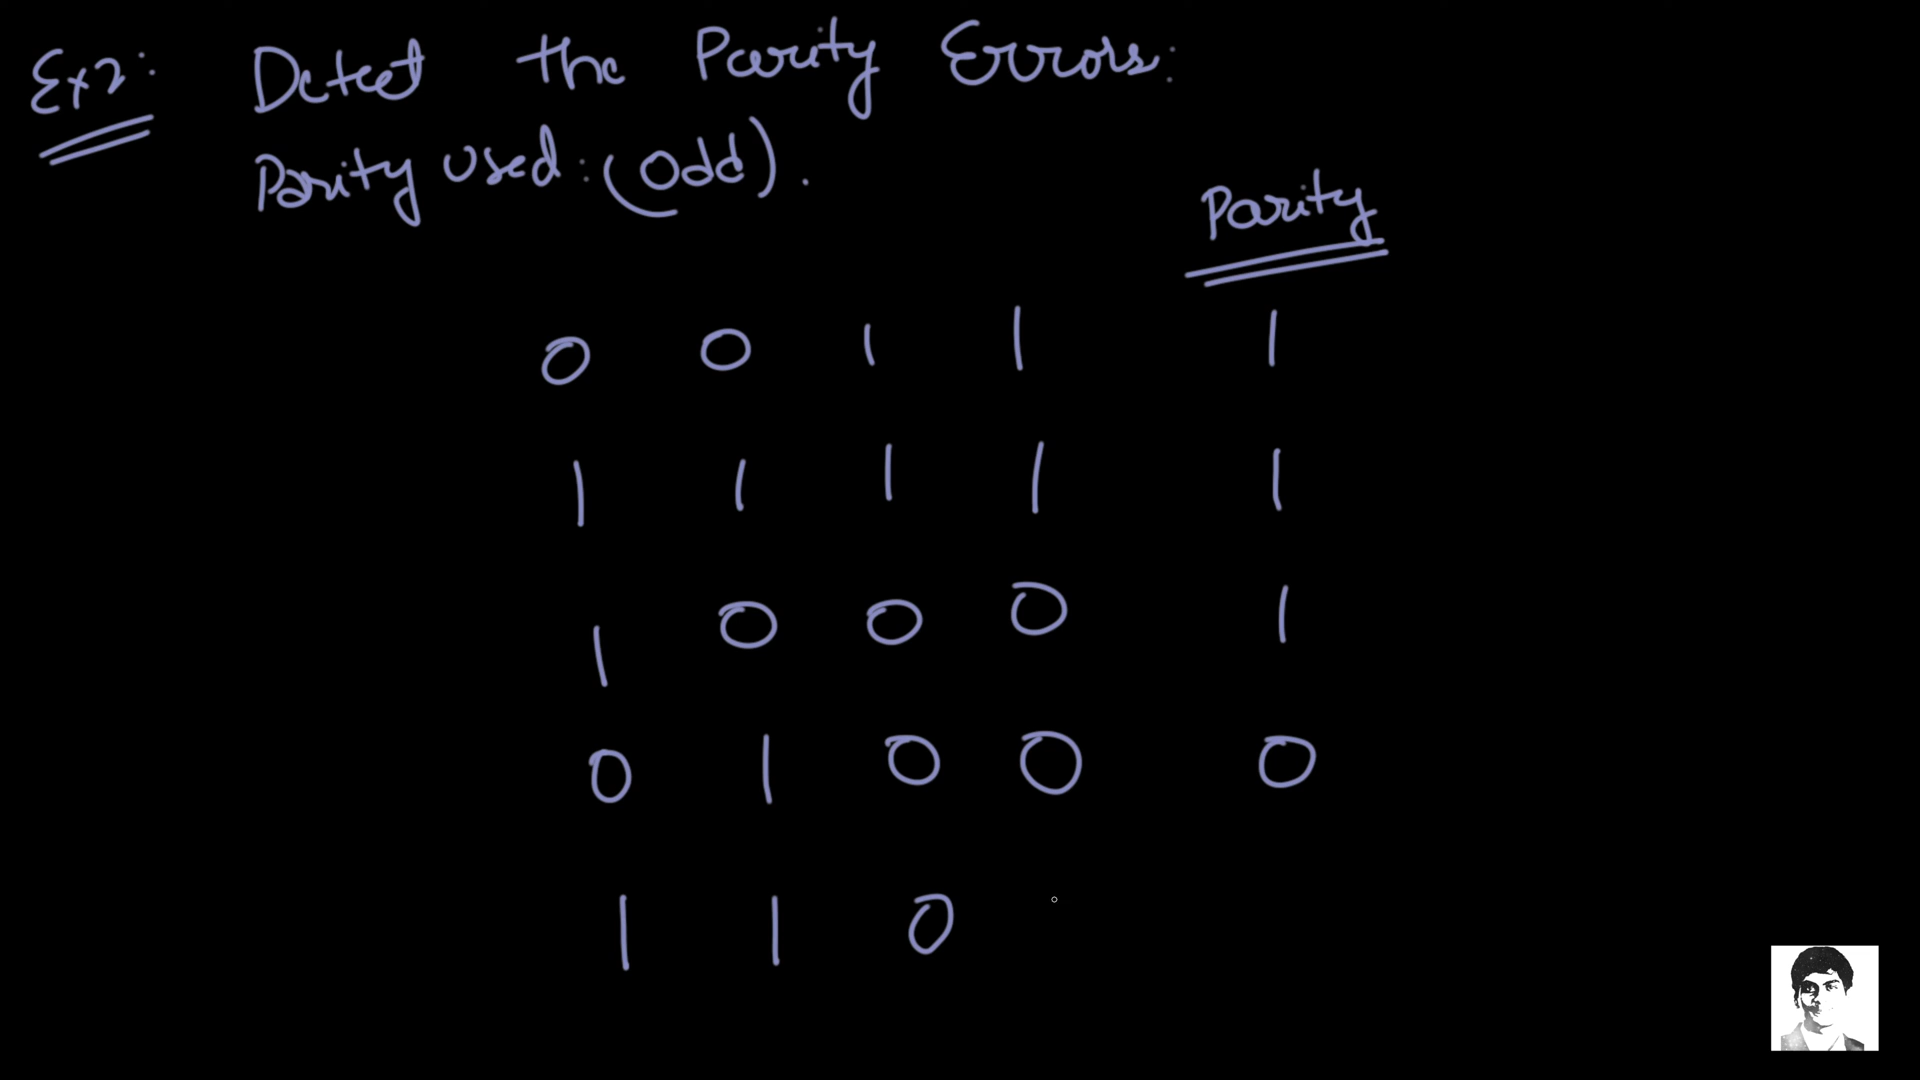 Ex2: Detect the Parity Errors:
Parity used: (Odd).
Parity
0 0 1 1 1
1 1 1 1 1
1 0 0 0 1
0 1 0 0 0
1 1 0